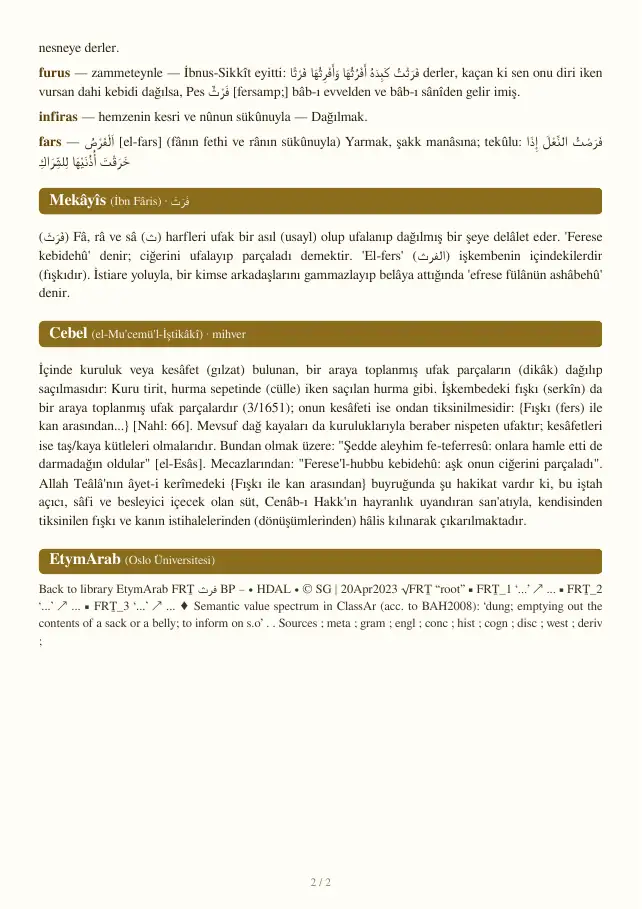 nesneye derler.
furus — zammeteynle — İbnus-Sikkît eyitti: فَرَثْتُ كَبِدَهُ أَفْرُثُهَا وَأَفْرِثُهَا فَرْثًا derler, kaçan ki sen onu diri iken
vursan dahi kebidi dağılsa, Pes فَرْثٌ [fersamp;] bâb-ı evvelden ve bâb-ı sânîden gelir imiş.
infiras — hemzenin kesri ve nûnun sükûnuyla — Dağılmak.
fars — اَلْفَرْصُ [el-fars] (fânın fethi ve rânın sükûnuyla) Yarmak, şakk manâsına; tekûlu: فَرَصْتُ النَّعْلَ إِذَا
خَرَقْتَ أُذُنَيْهَا لِلشِّرَاكِ
Mekâyîs (İbn Fâris) · فَرَثَ
(فَرَثَ) Fâ, râ ve sâ (ث) harfleri ufak bir asıl (usayl) olup ufalanıp dağılmış bir şeye delâlet eder. 'Ferese
kebidehû' denir; ciğerini ufalayıp parçaladı demektir. 'El-fers' (الفرث) işkembenin içindekilerdir
(fışkıdır). İstiare yoluyla, bir kimse arkadaşlarını gammazlayıp belâya attığında 'efrese fülânün ashâbehû'
denir.
Cebel (el-Mu'cemü'l-İştikâkî) · mihver
İçinde kuruluk veya kesâfet (gılzat) bulunan, bir araya toplanmış ufak parçaların (dikâk) dağılıp
saçılmasıdır: Kuru tirit, hurma sepetinde (cülle) iken saçılan hurma gibi. İşkembedeki fışkı (serkîn) da
bir araya toplanmış ufak parçalardır (3/1651); onun kesâfeti ise ondan tiksinilmesidir: {Fışkı (fers) ile
kan arasından...} [Nahl: 66]. Mevsuf dağ kayaları da kuruluklarıyla beraber nispeten ufaktır; kesâfetleri
ise taş/kaya kütleleri olmalarıdır. Bundan olmak üzere: "Şedde aleyhim fe-teferresû: onlara hamle etti de
darmadağın oldular" [el-Esâs]. Mecazlarından: "Ferese'l-hubbu kebidehû: aşk onun ciğerini parçaladı".
Allah Teâlâ'nın âyet-i kerîmedeki {Fışkı ile kan arasından} buyruğunda şu hakikat vardır ki, bu iştah
açıcı, sâfi ve besleyici içecek olan süt, Cenâb-ı Hakk'ın hayranlık uyandıran san'atıyla, kendisinden
tiksinilen fışkı ve kanın istihalelerinden (dönüşümlerinden) hâlis kılınarak çıkarılmaktadır.
EtymArab (Oslo Üniversitesi)
Back to library EtymArab FRṮ فرث BP – • HDAL • © SG | 20Apr2023 √FRṮ “root” ▪ FRṮ_1 ‘...’ ↗ ... ▪ FRṮ_2
‘...’ ↗ ... ▪ FRṮ_3 ‘...’ ↗ ... ♦ Semantic value spectrum in ClassAr (acc. to BAH2008): ‘dung; emptying out the
contents of a sack or a belly; to inform on s.o’ . . Sources ; meta ; gram ; engl ; conc ; hist ; cogn ; disc ; west ; deriv
;
2 / 2